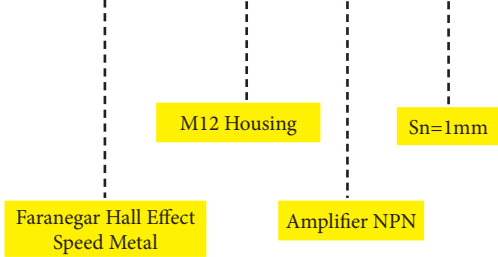 M12 Housing
Sn=1mm
Faranegar Hall Effect
Speed Metal
Amplifier NPN